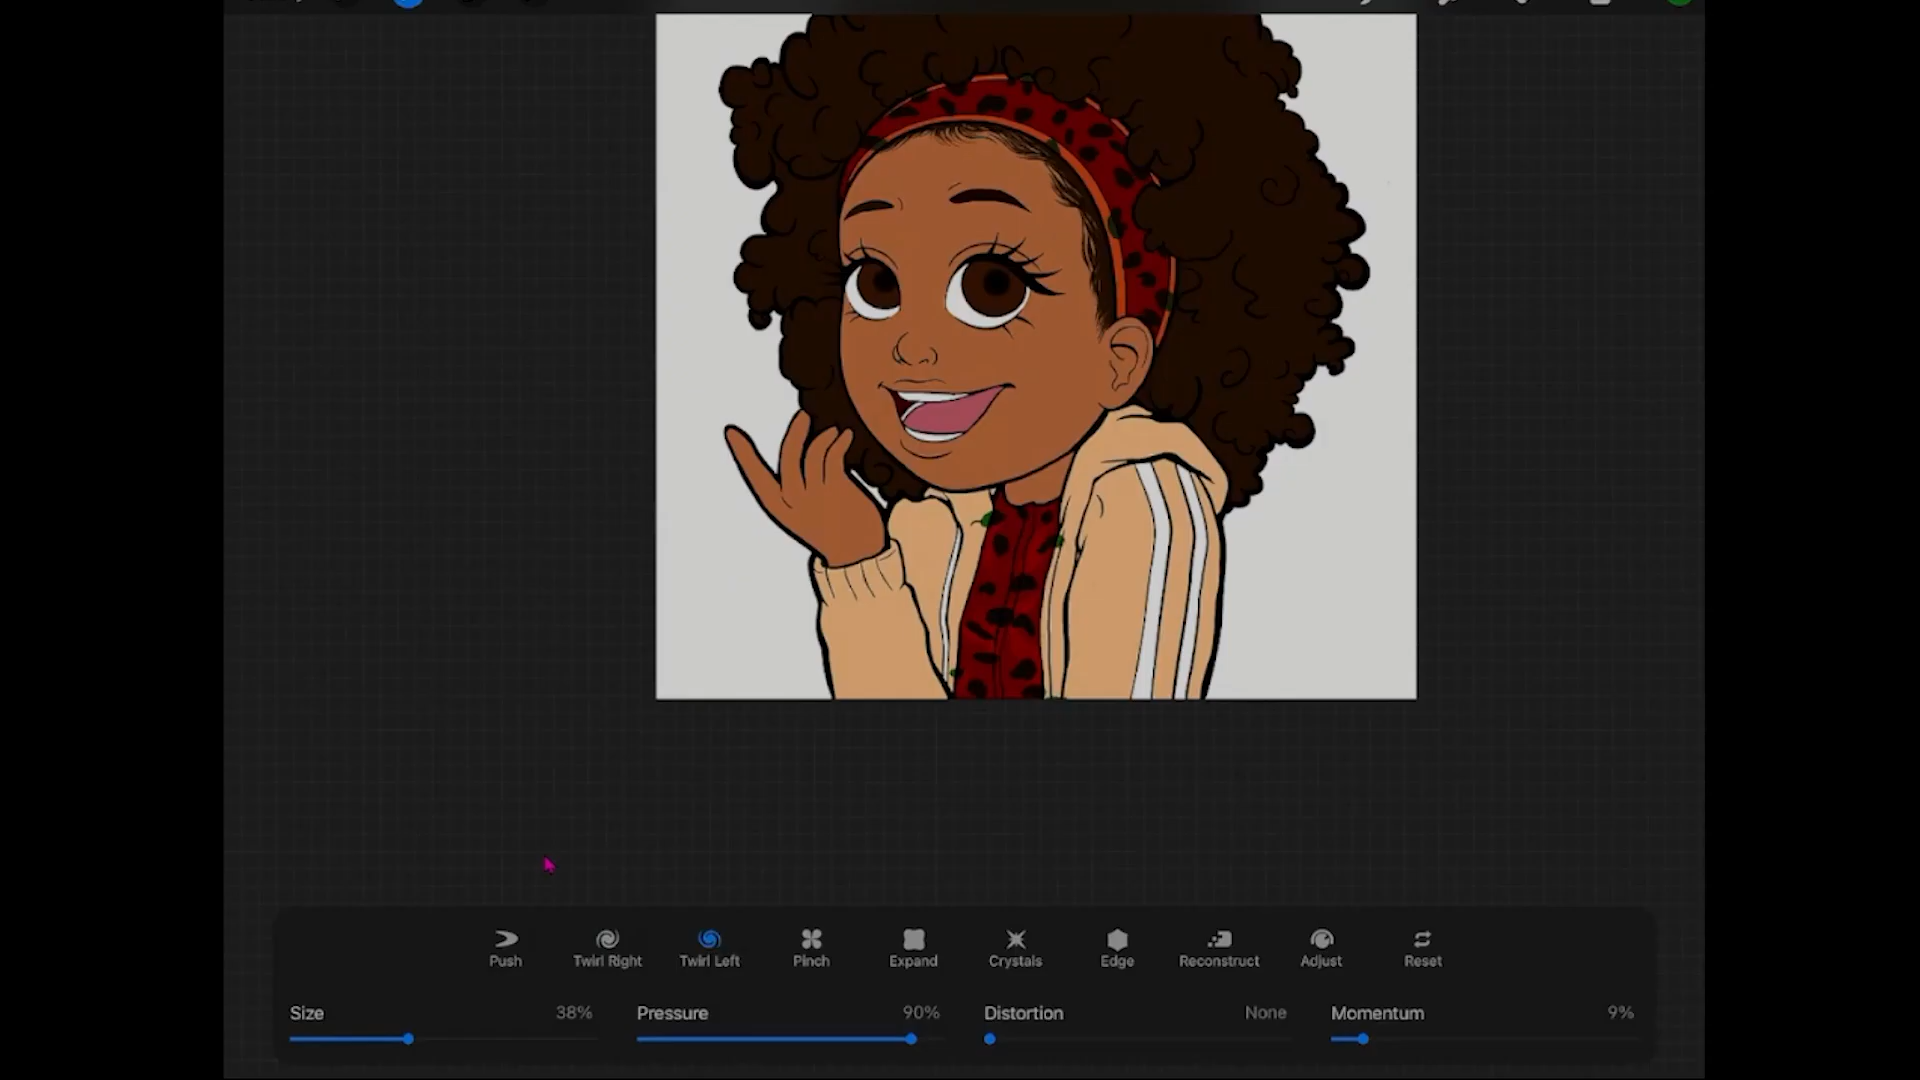 Push Twirl Right Twirl Left Pinch Expand Crystals Edge Reconstruct Adjust Reset
Size 38% Pressure 90% Distortion None Momentum 9%